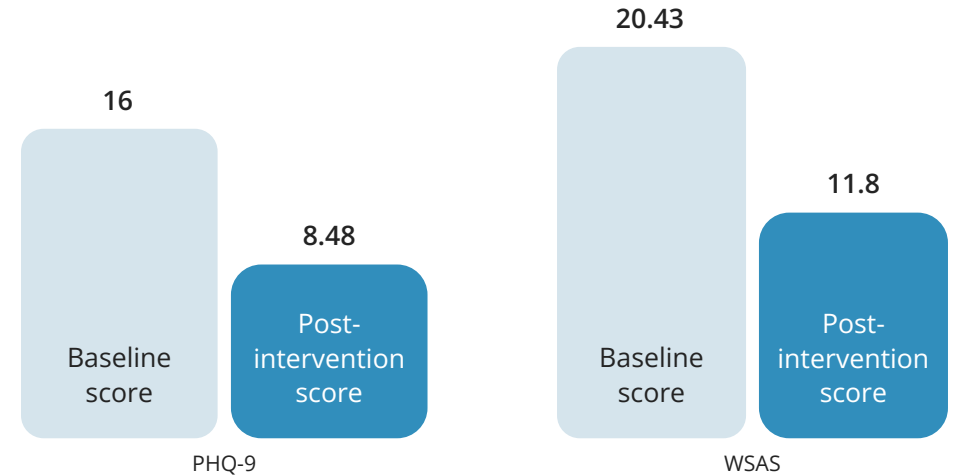 16
8.48
Baseline
score
Post-
intervention
score
PHQ-9
20.43
11.8
Baseline
score
Post-
intervention
score
WSAS